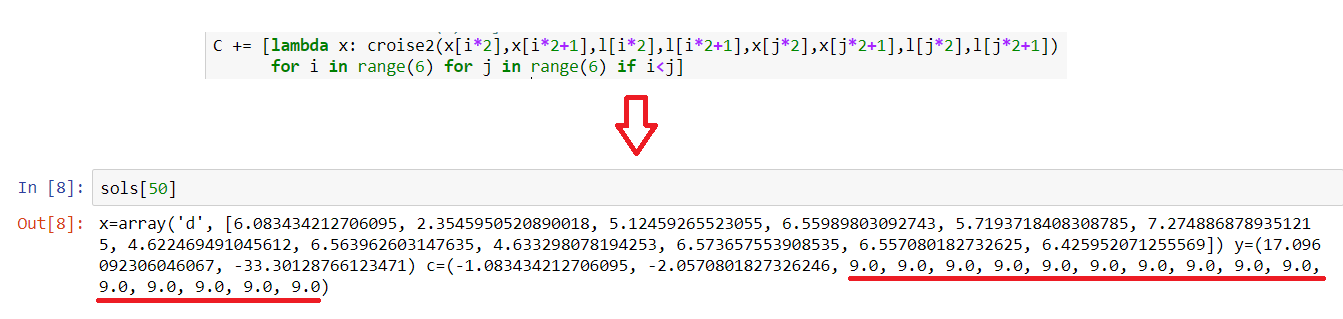 C += [lambda x: croise2(x[i*2],x[i*2+1],l[i*2],l[i*2+1],x[j*2],x[j*2+1],l[j*2],l[j*2+1])
for i in range(6) for j in range(6) if i<j]
In [8]: sols[50]
Out[8]: x=array('d', [6.083434212706095, 2.3545950520890018, 5.12459265523055, 6.55989803092743, 5.7193718408308785, 7.274886878935121
5, 4.622469491045612, 6.563962603147635, 4.633298078194253, 6.573657553908535, 6.557080182732625, 6.425952071255569]) y=(17.096
092306046067, -33.30128766123471) c=(-1.083434212706095, -2.0570801827326246, 9.0, 9.0, 9.0, 9.0, 9.0, 9.0, 9.0, 9.0, 9.0, 9.0,
9.0, 9.0, 9.0, 9.0, 9.0)